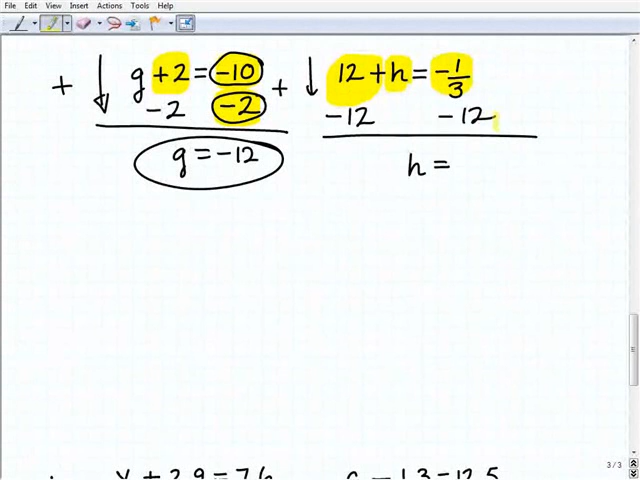 File Edit View Insert Actions Tools Help
+ ↓ g + 2 = -10 + ↓ 12 + h = -1/3
-2 -2 -12 -12
g = -12 h =
3 / 3